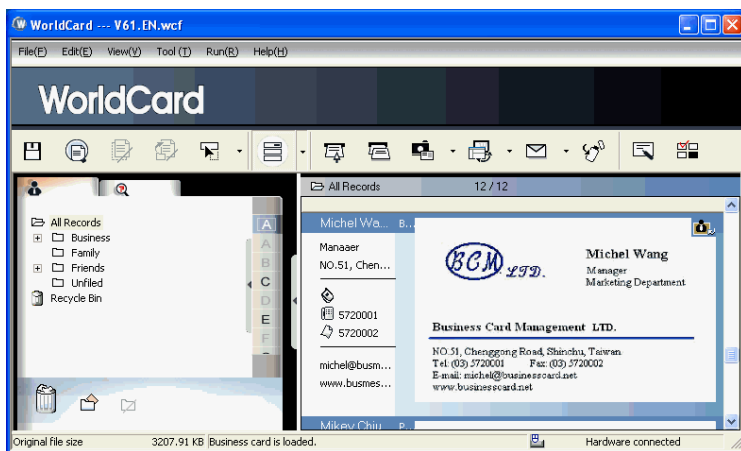 WorldCard --- V61.EN.wcf
File(F) Edit(E) View(V) Tool (T) Run(R) Help(H)
WorldCard
All Records 12 / 12
All Records
Business
Family
Friends
Unfiled
Recycle Bin
A
A
B
C
D
E
F
Michel Wa... B...
Manager
NO.51, Chen...
5720001
5720002
michel@busm...
www.busmes...
BCM LTD.
Michel Wang
Manager
Marketing Department
Business Card Management LTD.
NO.51, Chenggong Road, Shinchu, Taiwan
Tel: (03) 5720001 Fax: (03) 5720002
E-mail: michel@businesscard.net
www.businesscard.net
Mikey Chiu P...
Original file size 3207.91 KB Business card is loaded. Hardware connected